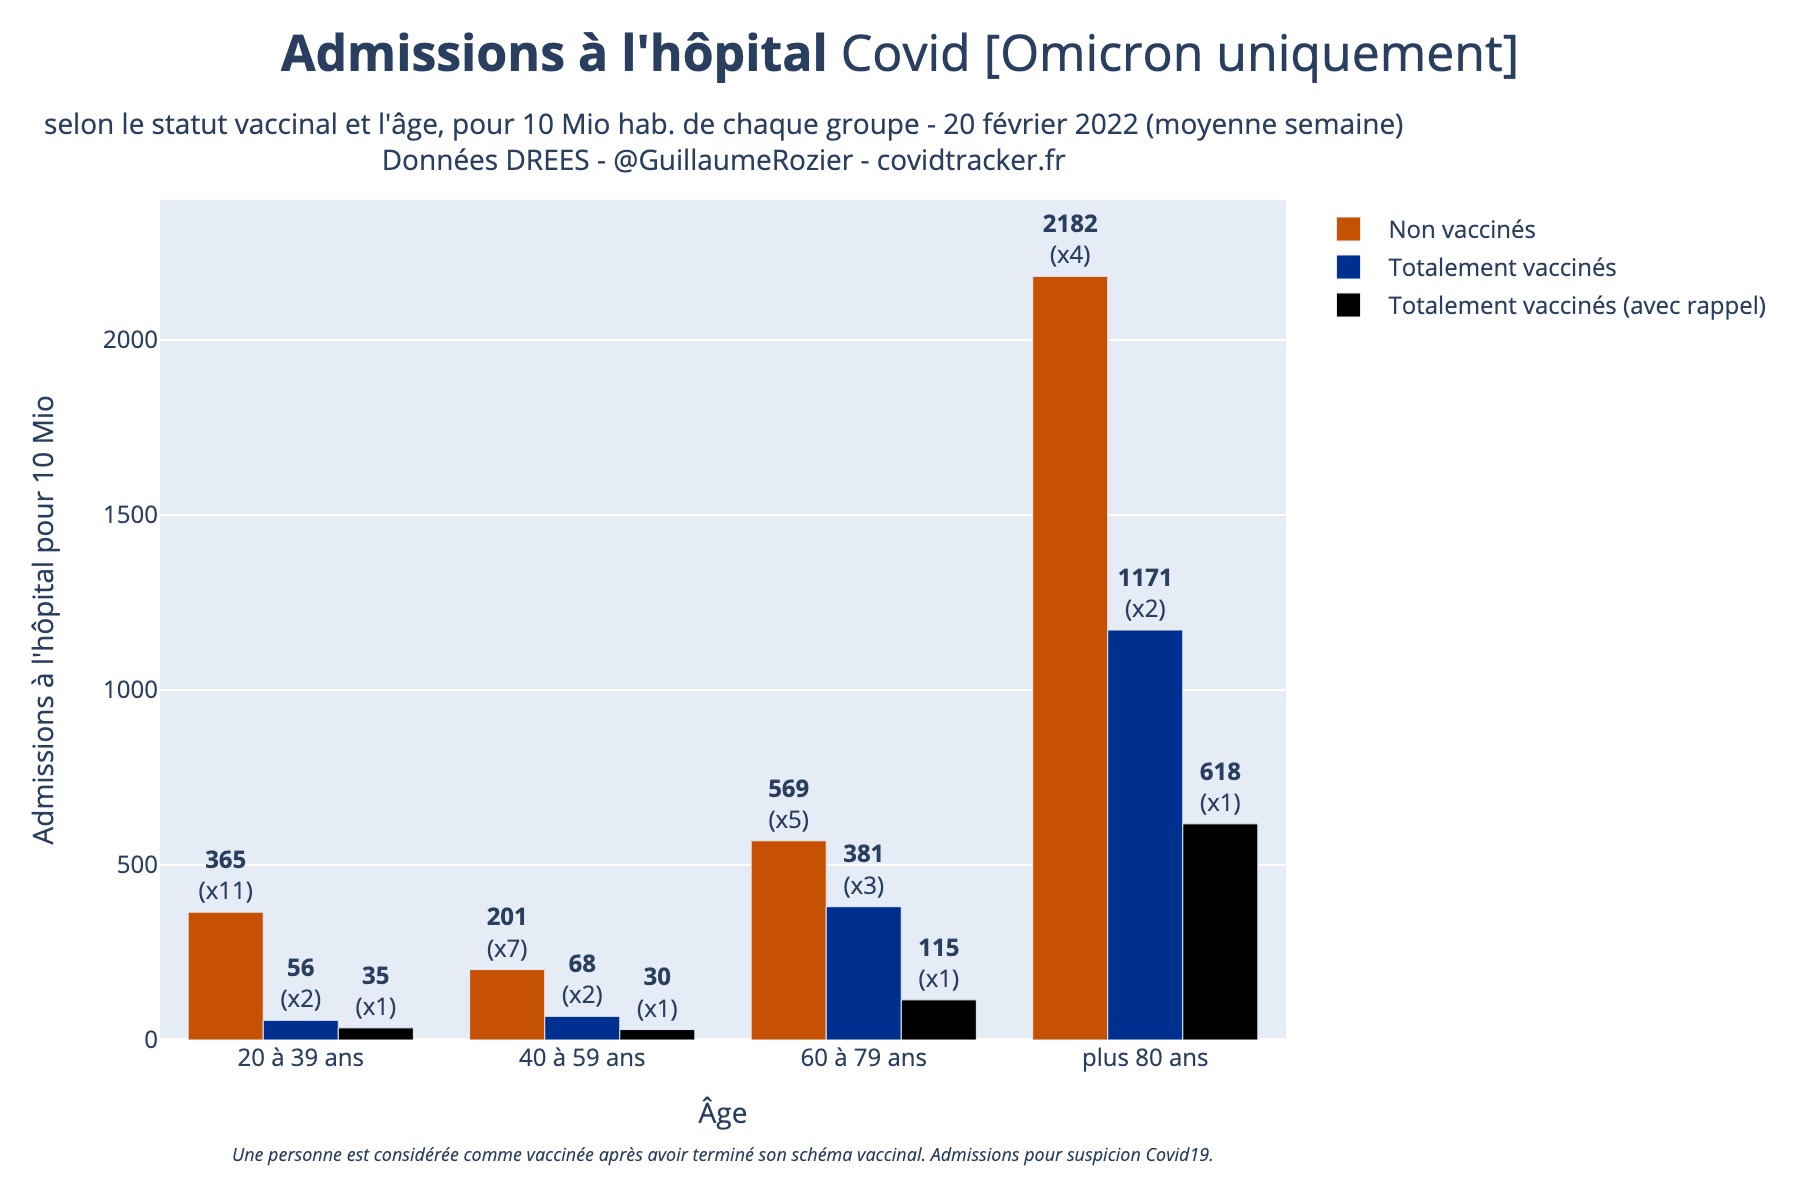 Admissions à l'hôpital Covid [Omicron uniquement]
selon le statut vaccinal et l'âge, pour 10 Mio hab. de chaque groupe - 20 février 2022 (moyenne semaine)
Données DREES - @GuillaumeRozier - covidtracker.fr
Non vaccinés
Totalement vaccinés
Totalement vaccinés (avec rappel)
Admissions à l'hôpital pour 10 Mio
2000
1500
1000
500
0
365
(x11)
56
(x2)
35
(x1)
201
(x7)
68
(x2)
30
(x1)
569
(x5)
381
(x3)
115
(x1)
2182
(x4)
1171
(x2)
618
(x1)
20 à 39 ans
40 à 59 ans
60 à 79 ans
plus 80 ans
Âge
Une personne est considérée comme vaccinée après avoir terminé son schéma vaccinal. Admissions pour suspicion Covid19.